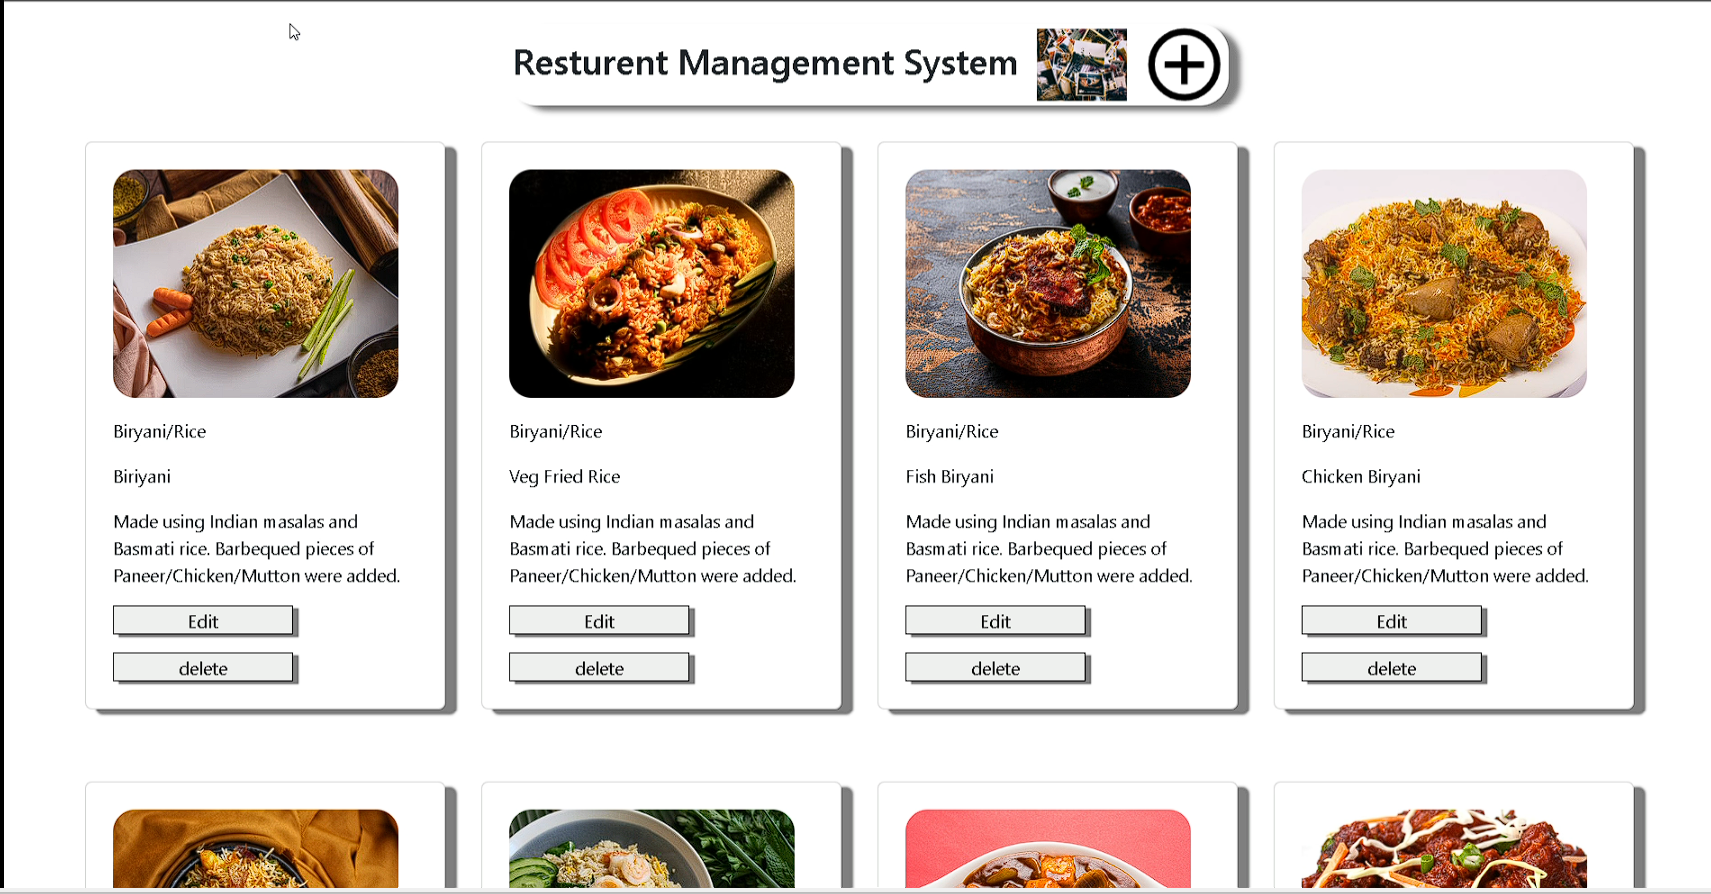 Resturent Management System
Biryani/Rice
Biriyani
Made using Indian masalas and
Basmati rice. Barbequed pieces of
Paneer/Chicken/Mutton were added.
Edit
delete
Biryani/Rice
Veg Fried Rice
Made using Indian masalas and
Basmati rice. Barbequed pieces of
Paneer/Chicken/Mutton were added.
Edit
delete
Biryani/Rice
Fish Biryani
Made using Indian masalas and
Basmati rice. Barbequed pieces of
Paneer/Chicken/Mutton were added.
Edit
delete
Biryani/Rice
Chicken Biryani
Made using Indian masalas and
Basmati rice. Barbequed pieces of
Paneer/Chicken/Mutton were added.
Edit
delete